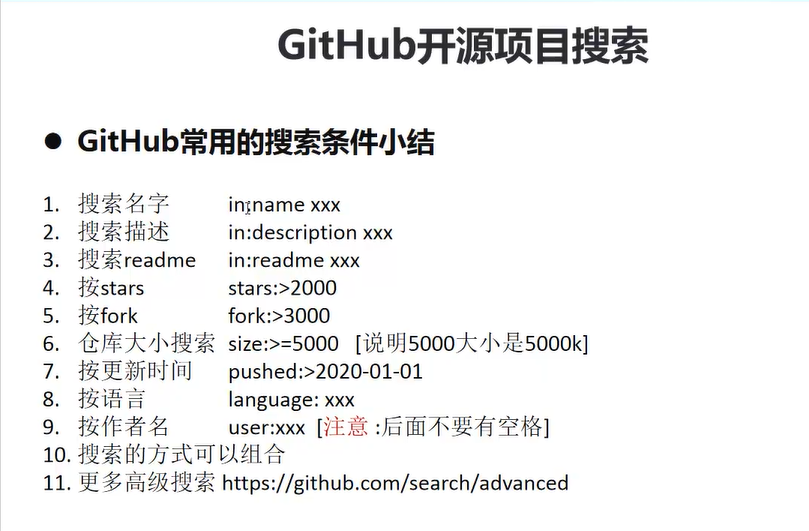 GitHub开源项目搜索
● GitHub常用的搜索条件小结
1. 搜索名字 in:name xxx
2. 搜索描述 in:description xxx
3. 搜索readme in:readme xxx
4. 按stars stars:>2000
5. 按fork fork:>3000
6. 仓库大小搜索 size:>=5000 [说明5000大小是5000k]
7. 按更新时间 pushed:>2020-01-01
8. 按语言 language: xxx
9. 按作者名 user:xxx [注意 :后面不要有空格]
10. 搜索的方式可以组合
11. 更多高级搜索 https://github.com/search/advanced